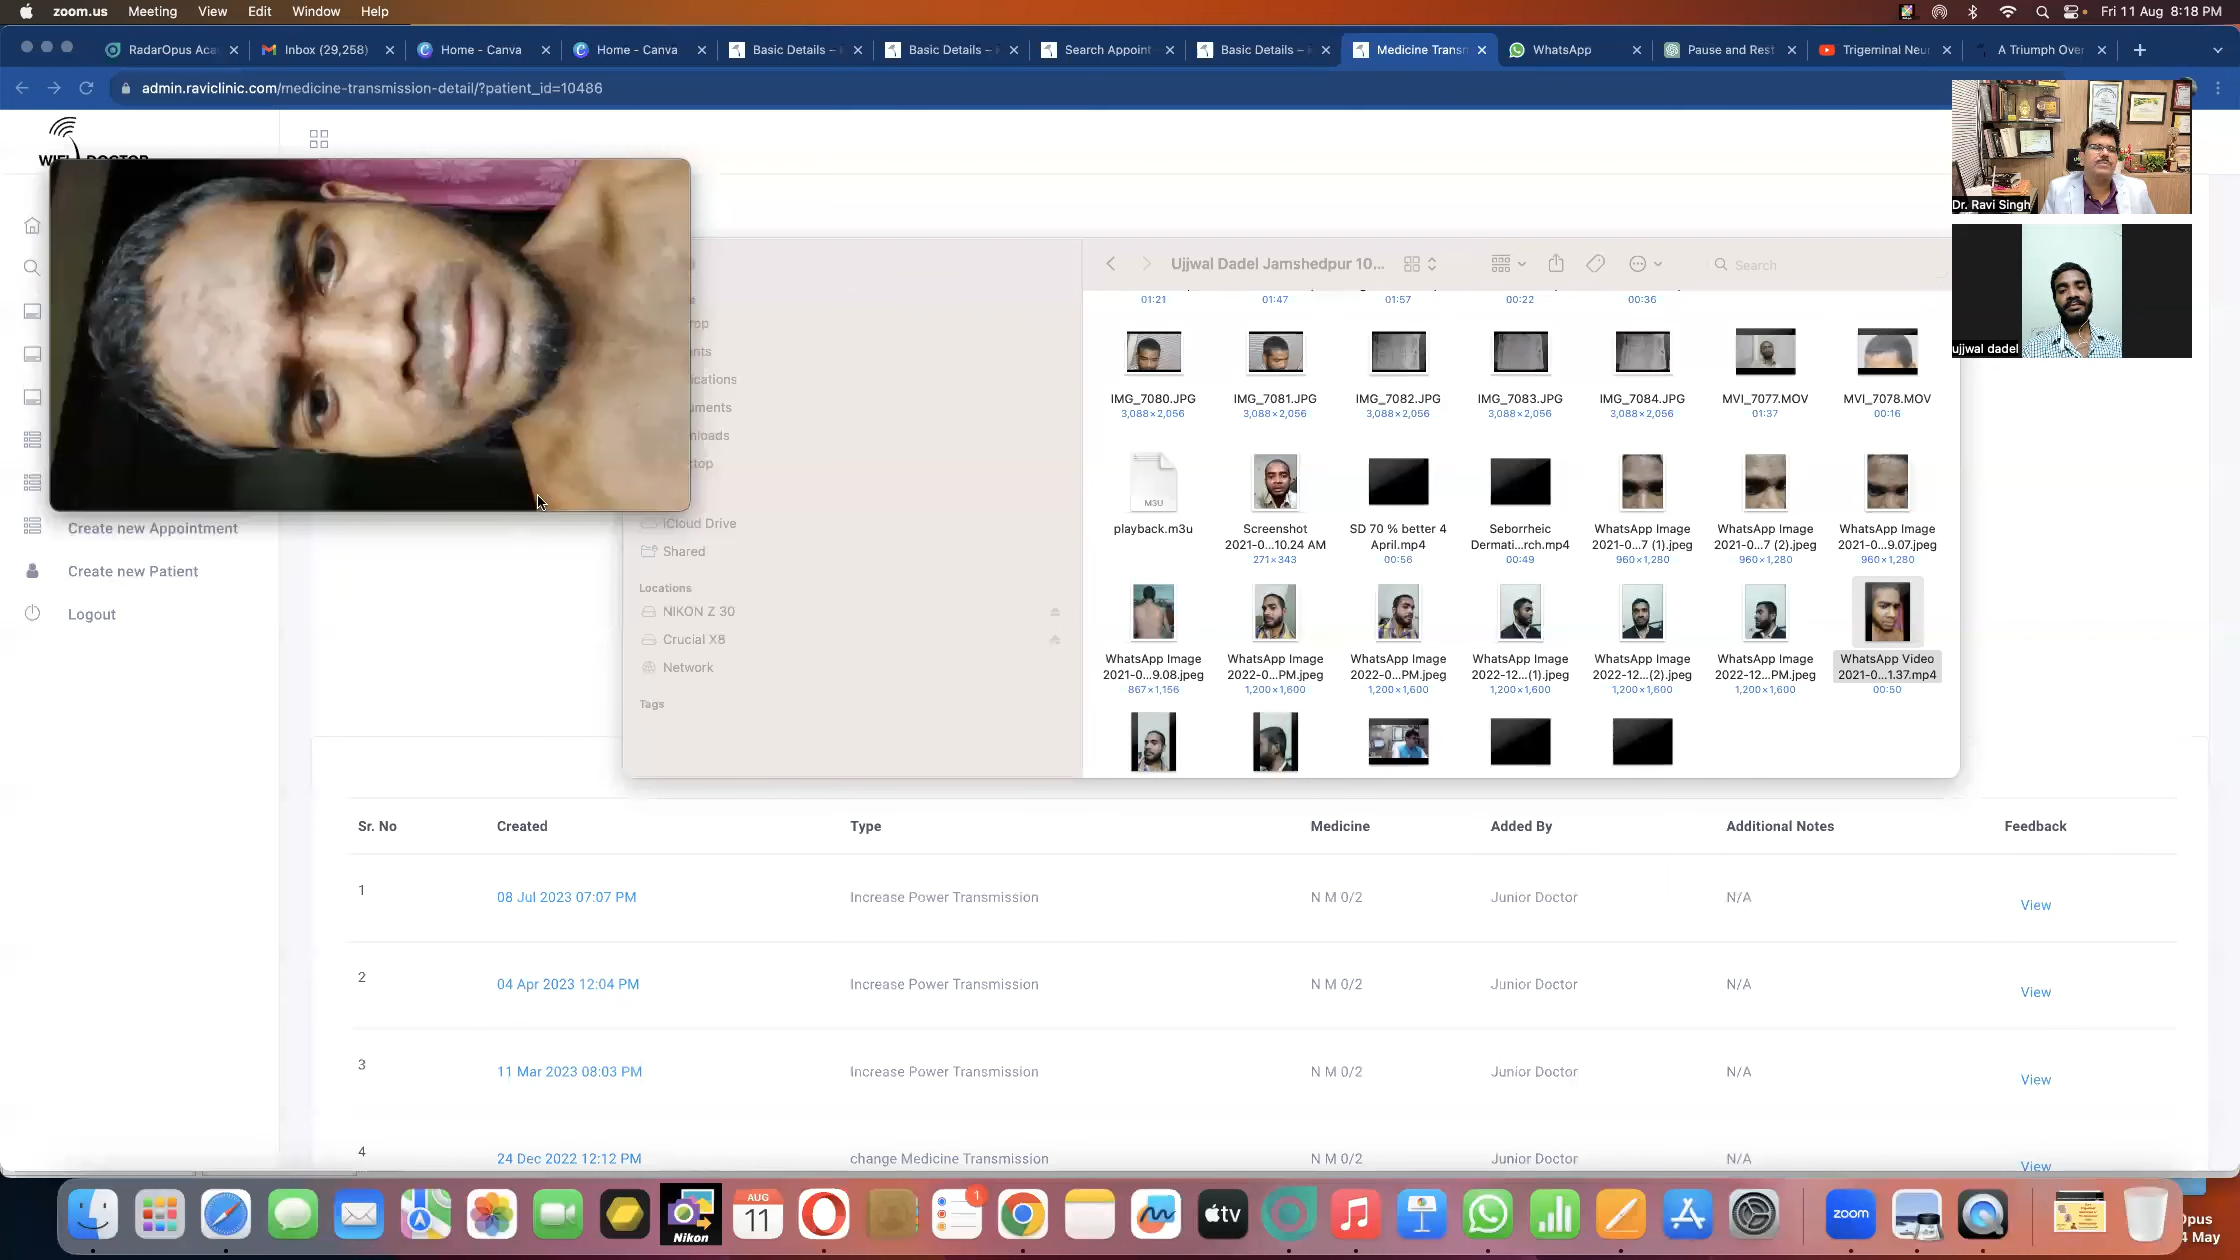 zoom.us Meeting View Edit Window Help
Fri 11 Aug 8:18 PM
RadarOpus Aca
Inbox (29,258)
Home - Canva
Home - Canva
Basic Details –
Basic Details –
Search Appoint
Basic Details –
Medicine Trans
WhatsApp
Pause and Rest
Trigeminal Neu
A Triumph Over
admin.raviclinic.com/medicine-transmission-detail/?patient_id=10486
Dr. Ravi Singh
ujjwal dadel
Create new Appointment
Create new Patient
Logout
iCloud Drive
Shared
Locations
NIKON Z 30
Crucial X8
Network
Tags
Ujjwal Dadel Jamshedpur 10...
Search
01:21 01:47 01:57 00:22 00:36
IMG_7080.JPG IMG_7081.JPG IMG_7082.JPG IMG_7083.JPG IMG_7084.JPG MVI_7077.MOV MVI_7078.MOV
3,088×2,056 3,088×2,056 3,088×2,056 3,088×2,056 3,088×2,056 01:37 00:16
M3U
playback.m3u Screenshot SD 70 % better 4 Seborrheic WhatsApp Image WhatsApp Image WhatsApp Image
2021-0...10.24 AM April.mp4 Dermati...rch.mp4 2021-0...7 (1).jpeg 2021-0...7 (2).jpeg 2021-0...9.07.jpeg
271×343 00:56 00:49 960×1,280 960×1,280 960×1,280
WhatsApp Image WhatsApp Image WhatsApp Image WhatsApp Image WhatsApp Image WhatsApp Image WhatsApp Video
2021-0...9.08.jpeg 2022-0...PM.jpeg 2022-0...PM.jpeg 2022-12...(1).jpeg 2022-12...(2).jpeg 2022-12...PM.jpeg 2021-0...1.37.mp4
867×1,156 1,200×1,600 1,200×1,600 1,200×1,600 1,200×1,600 1,200×1,600 00:50
Sr. No Created Type Medicine Added By Additional Notes Feedback
1 08 Jul 2023 07:07 PM Increase Power Transmission N M 0/2 Junior Doctor N/A View
2 04 Apr 2023 12:04 PM Increase Power Transmission N M 0/2 Junior Doctor N/A View
3 11 Mar 2023 08:03 PM Increase Power Transmission N M 0/2 Junior Doctor N/A View
4 24 Dec 2022 12:12 PM change Medicine Transmission N M 0/2 Junior Doctor N/A View
Nikon
AUG
11
1
tv
zoom
Opus
4 May